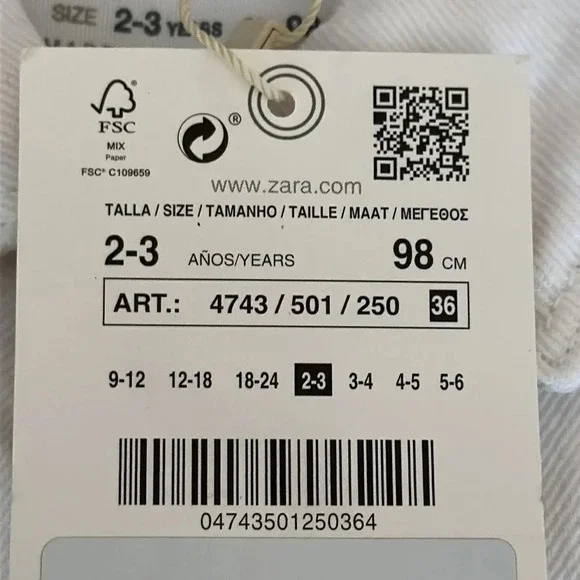 SIZE 2-3 YEARS
FSC
MIX
Paper
FSC® C109659
®
www.zara.com
TALLA / SIZE / TAMANHO / TAILLE / MAAT / ΜΕΓΕΘΟΣ
2-3 AÑOS/YEARS 98 CM
ART.: 4743 / 501 / 250 36
9-12 12-18 18-24 2-3 3-4 4-5 5-6
04743501250364